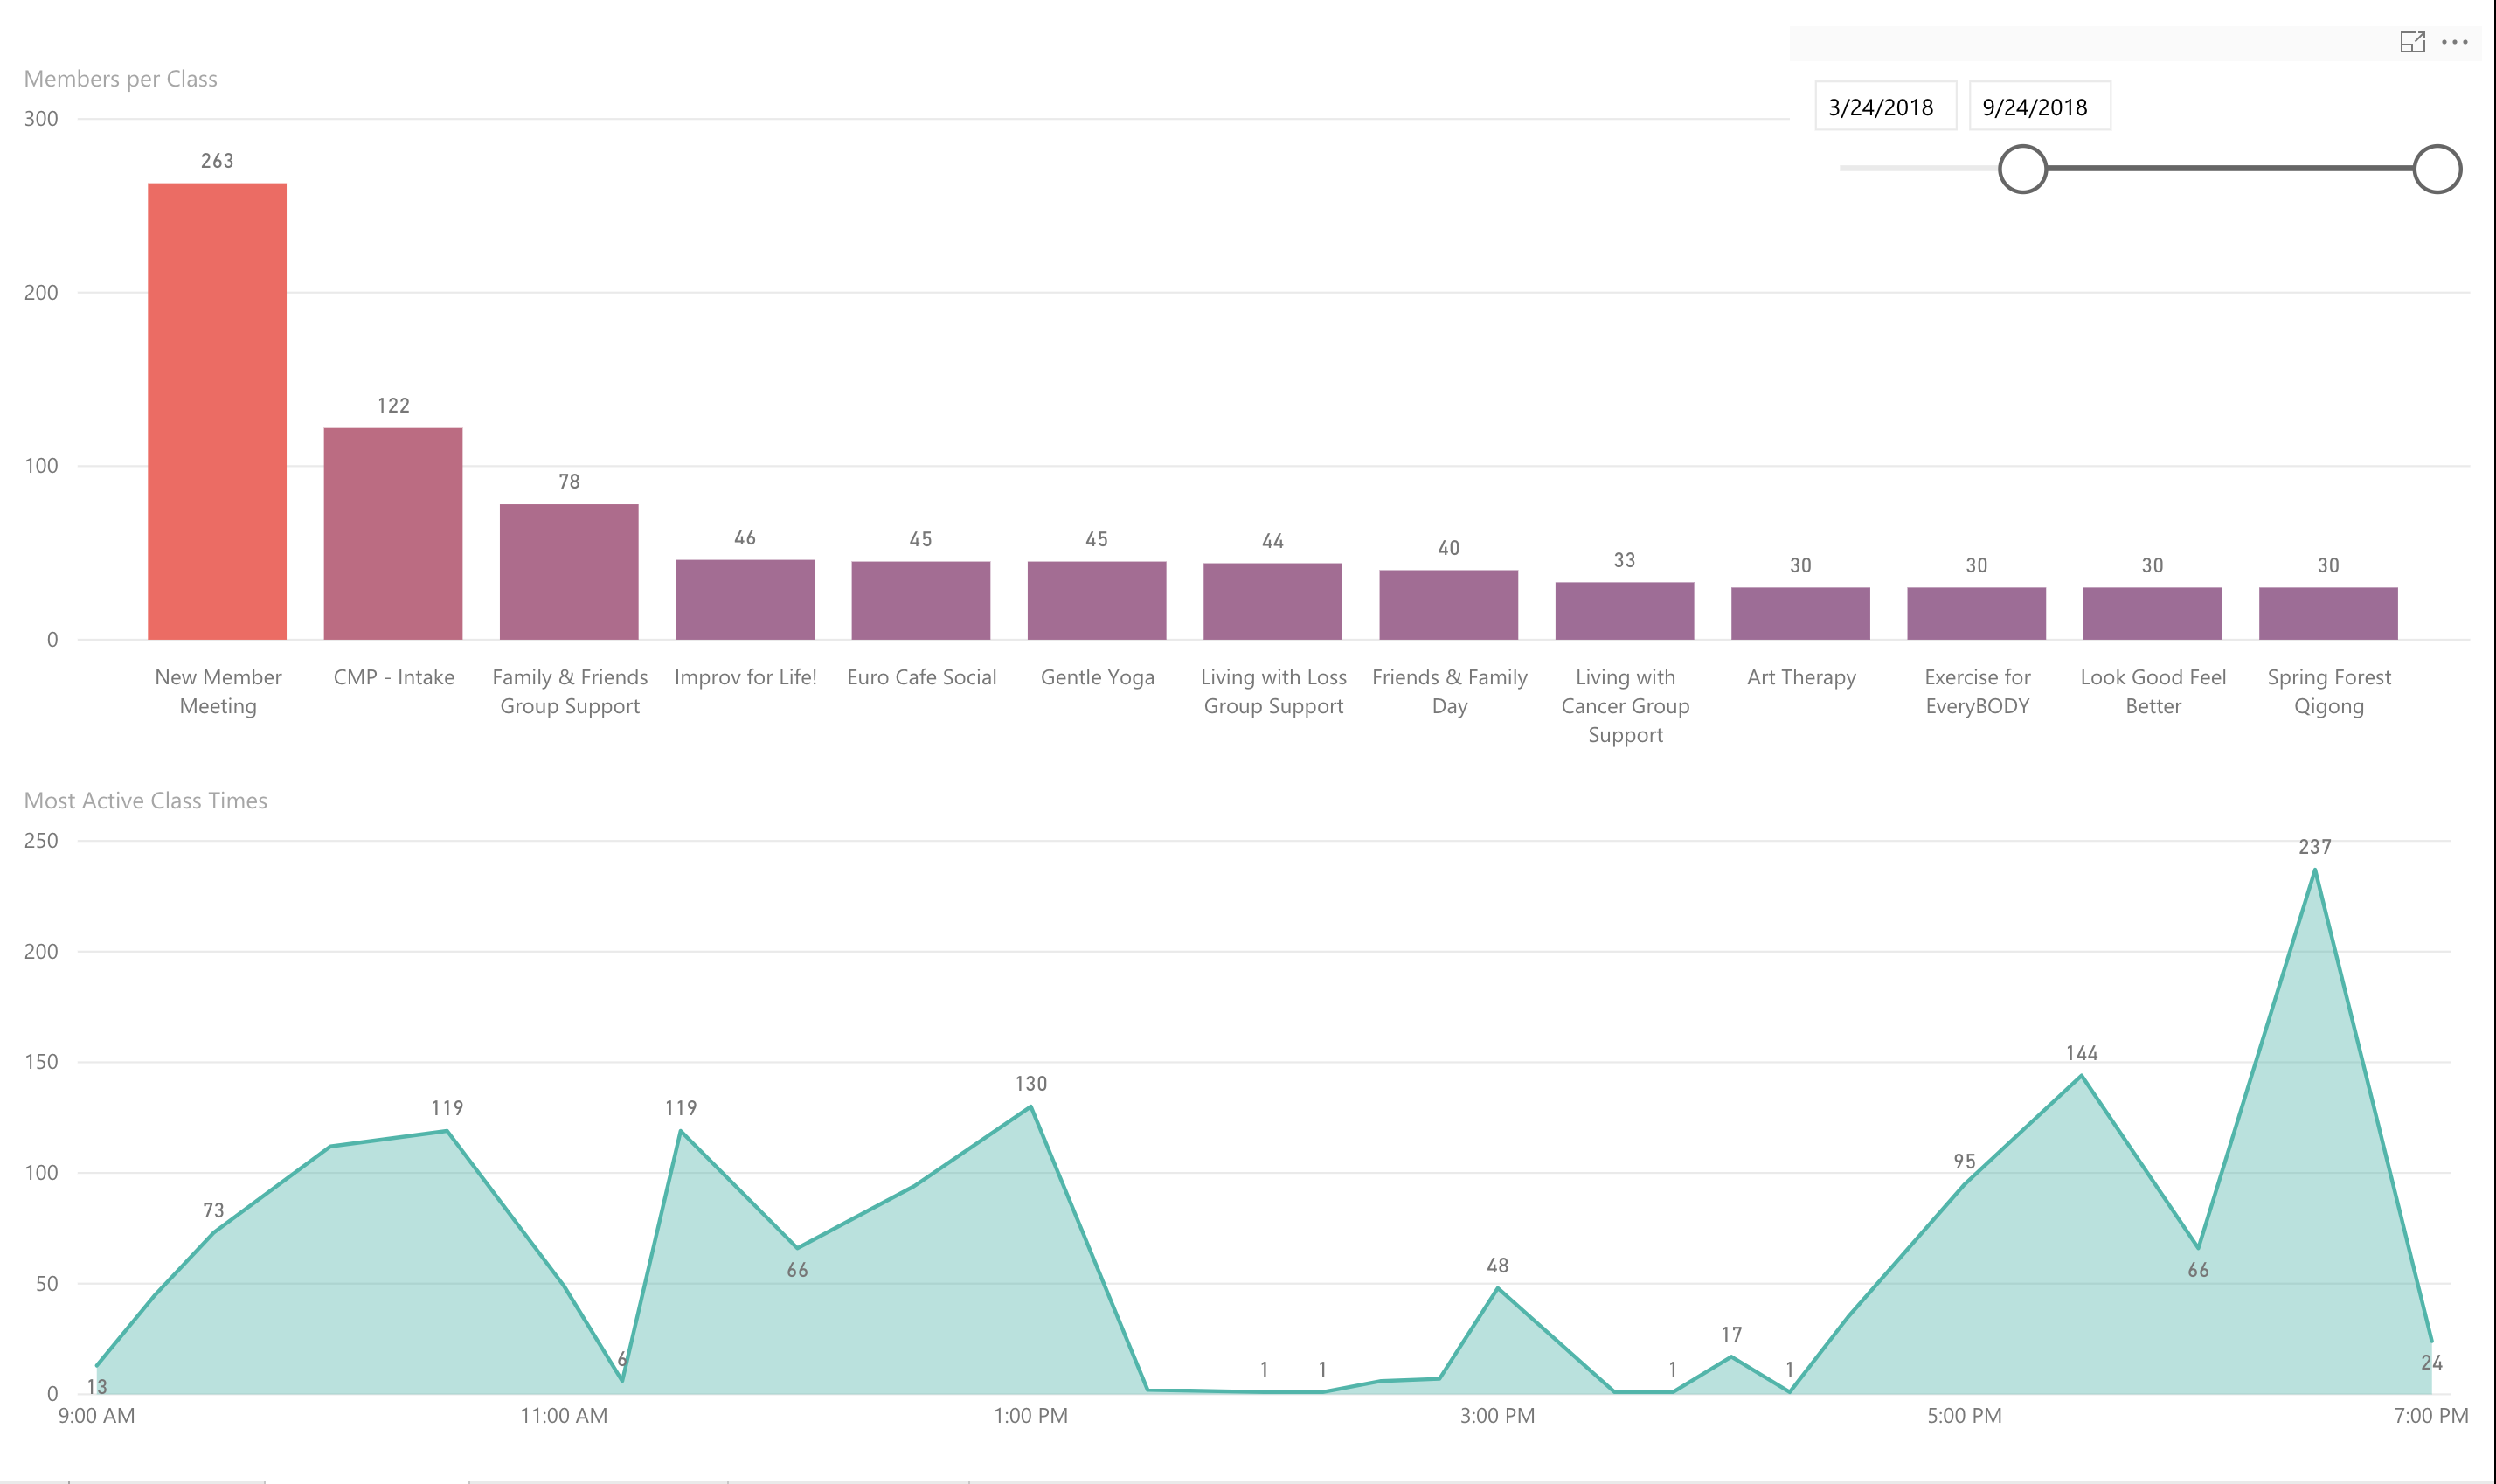 Members per Class
3/24/2018 9/24/2018
300
200
100
0
263
122
78
46
45
45
44
40
33
30
30
30
30
New Member
Meeting
CMP - Intake
Family & Friends
Group Support
Improv for Life!
Euro Cafe Social
Gentle Yoga
Living with Loss
Group Support
Friends & Family
Day
Living with
Cancer Group
Support
Art Therapy
Exercise for
EveryBODY
Look Good Feel
Better
Spring Forest
Qigong
Most Active Class Times
250
200
150
100
50
0
13
73
119
6
119
66
130
1
1
48
1
17
1
95
144
66
237
24
9:00 AM
11:00 AM
1:00 PM
3:00 PM
5:00 PM
7:00 PM